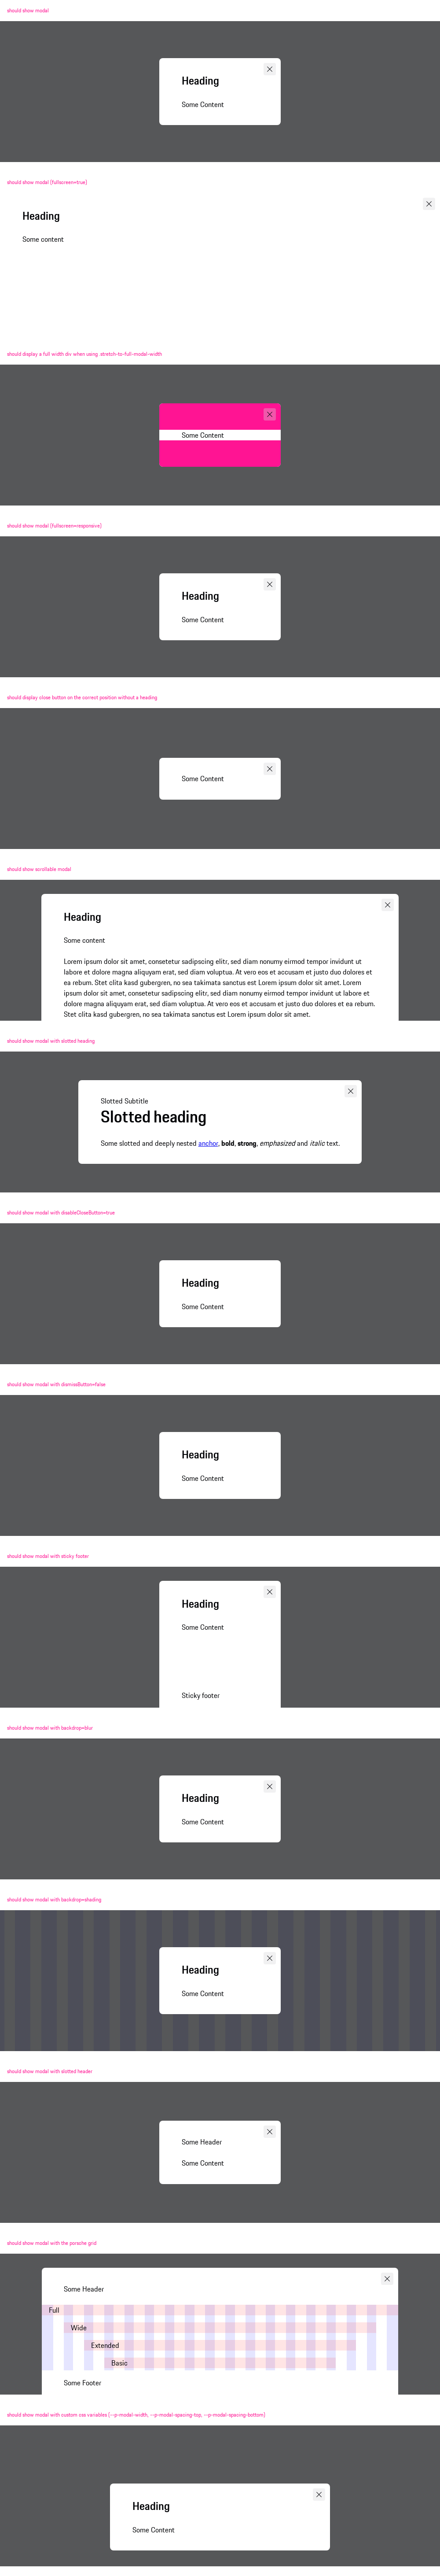 should show modal
Heading
Some Content
should show modal [fullscreen=true]
Heading
Some content
should display a full width div when using .stretch-to-full-modal-width
Some Content
should show modal [fullscreen=responsive]
Heading
Some Content
should display close button on the correct position without a heading .
Some Content
should show scrollable modal
Heading
Some content
Lorem ipsum dolor sit amet, consetetur sadipscing elitr, sed diam nonumy eirmod tempor invidunt ut
labore et dolore magna aliquyam erat, sed diam voluptua. At vero eos et accusam et justo duo dolores et
ea rebum. Stet clita kasd gubergren, no sea takimata sanctus est Lorem ipsum dolor sit amet. Lorem
ipsum dolor sit amet, consetetur sadipscing elitr, sed diam nonumy eirmod tempor invidunt ut labore et
dolore magna aliquyam erat, sed diam voluptua. At vero eos et accusam et justo duo dolores et ea rebum.
Stet clita kasd gubergren, no sea takimata sanctus est Lorem ipsum dolor sit amet.
should show modal with slotted heading
Slotted Subtitle
Slotted heading
Some slotted and deeply nested anchor, bold, strong, emphasized and italic text.
should show modal with disableCloseButton=true
Heading
Some Content
should show modal with dismissButton=false
Heading
Some Content
should show modal with sticky footer
Heading
Some Content
Sticky footer
should show modal with backdrop=blur
Heading
Some Content
should show modal with backdrop=shading
Heading
Some Content
should show modal with slotted header
Some Header
Some Content
should show modal with the porsche grid
Some Header
Full
Wide
Extended
Basic
Some Footer
should show modal with custom css variables [--p-modal-width, --p-modal-spacing-top, --p-modal-spacing-bottom]
Heading
Some Content